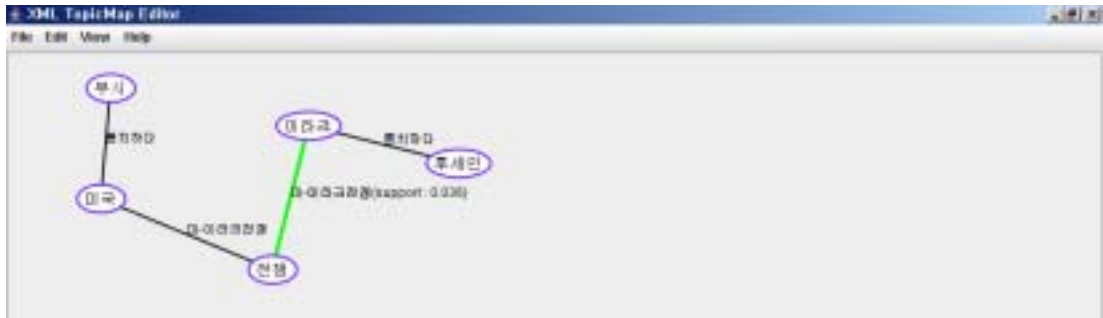 XML TopicMap Editor
File Edit View Help
부시
통치하다
이라크
통치하다
후세인
미국
미-이라크전쟁(support: 0.036)
미-이라크전쟁
전쟁